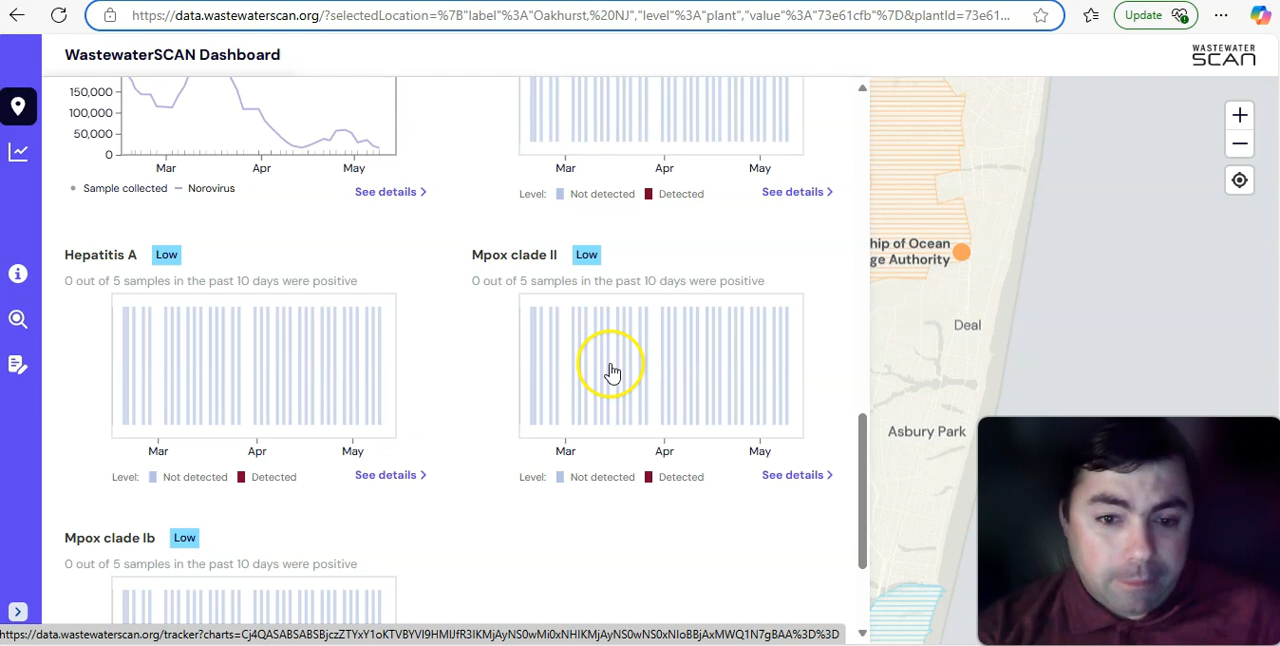 https://data.wastewaterscan.org/?selectedLocation=%7B"label"%3A"Oakhurst,%20NJ","level"%3A"plant","value"%3A"73e61cfb"%7D&plantId=73e61...
Update
WastewaterSCAN Dashboard
WASTEWATER
SCAN
150,000
100,000
50,000
0
Mar Apr May
Sample collected Norovirus
See details >
Mar Apr May
Level: Not detected Detected
See details >
Hepatitis A Low
0 out of 5 samples in the past 10 days were positive
Mar Apr May
Level: Not detected Detected
See details >
Mpox clade II Low
0 out of 5 samples in the past 10 days were positive
Mar Apr May
Level: Not detected Detected
See details >
Mpox clade Ib Low
0 out of 5 samples in the past 10 days were positive
hip of Ocean
ge Authority
Deal
Asbury Park